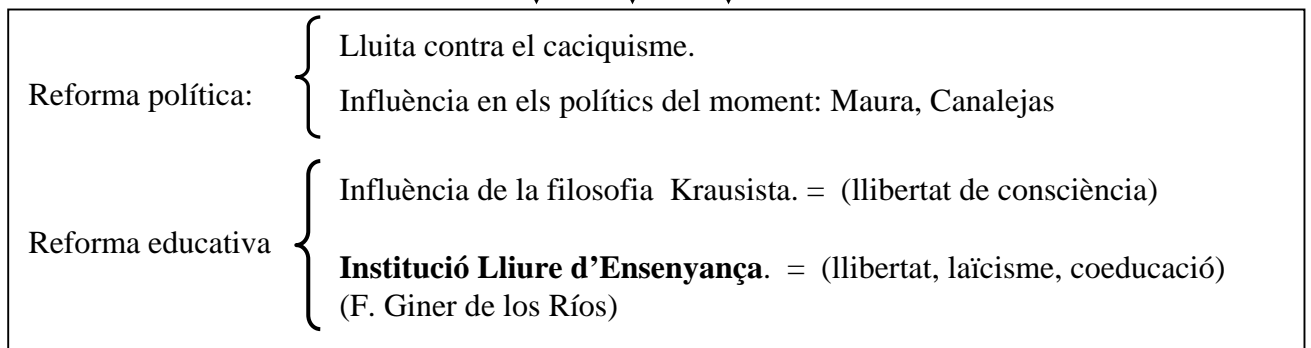 Lluita contra el caciquisme.
Reforma política:
Influència en els polítics del moment: Maura, Canalejas
Influència de la filosofia Krausista. = (llibertat de consciència)
Reforma educativa
Institució Lliure d’Ensenyança. = (llibertat, laïcisme, coeducació)
(F. Giner de los Ríos)